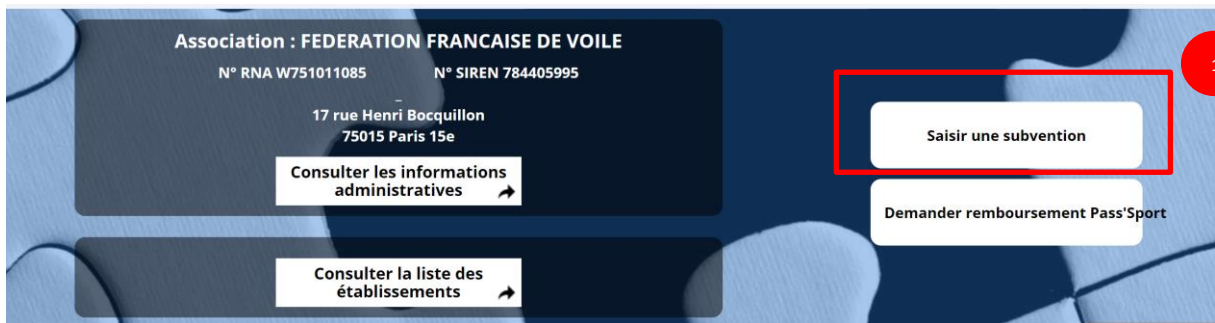 Association : FEDERATION FRANCAISE DE VOILE
N° RNA W751011085 N° SIREN 784405995
_
17 rue Henri Bocquillon
75015 Paris 15e
Consulter les informations
administratives
Consulter la liste des
établissements
Saisir une subvention
Demander remboursement Pass'Sport